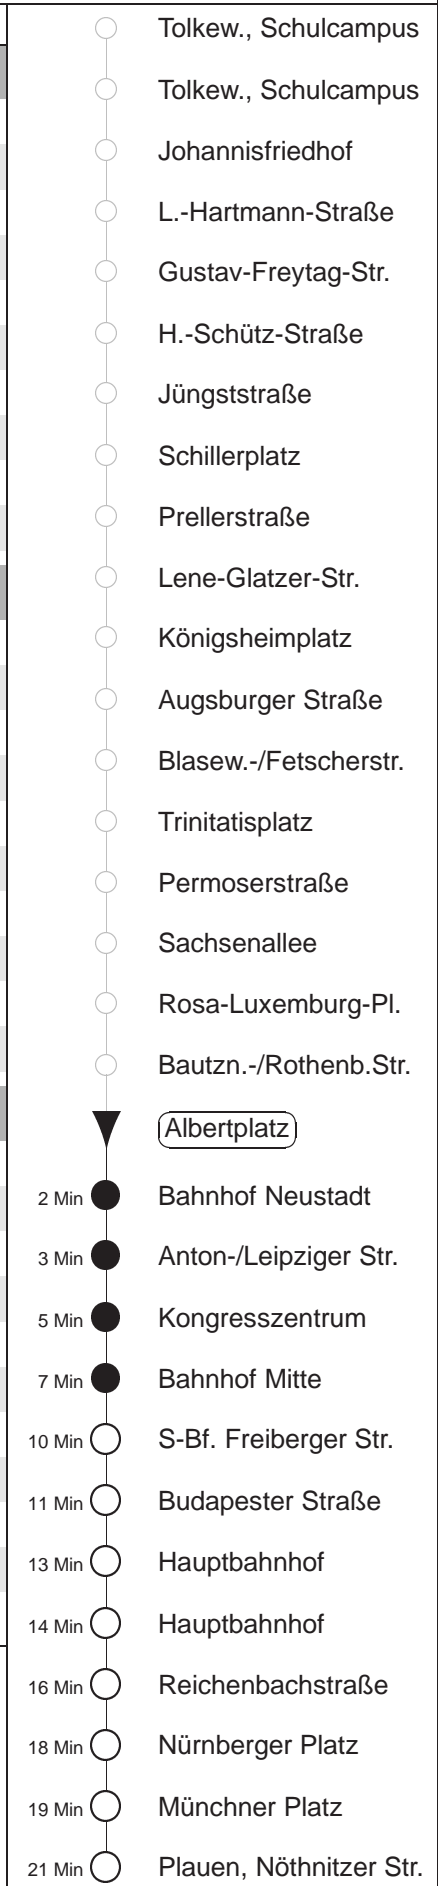 Tolkew., Schulcampus
Tolkew., Schulcampus
Johannisfriedhof
L.-Hartmann-Straße
Gustav-Freytag-Str.
H.-Schütz-Straße
Jüngststraße
Schillerplatz
Prellerstraße
Lene-Glatzer-Str.
Königsheimplatz
Augsburger Straße
Blasew.-/Fetscherstr.
Trinitatisplatz
Permoserstraße
Sachsenallee
Rosa-Luxemburg-Pl.
Bautzn.-/Rothenb.Str.
Albertplatz
2 Min Bahnhof Neustadt
3 Min Anton-/Leipziger Str.
5 Min Kongresszentrum
7 Min Bahnhof Mitte
10 Min S-Bf. Freiberger Str.
11 Min Budapester Straße
13 Min Hauptbahnhof
14 Min Hauptbahnhof
16 Min Reichenbachstraße
18 Min Nürnberger Platz
19 Min Münchner Platz
21 Min Plauen, Nöthnitzer Str.